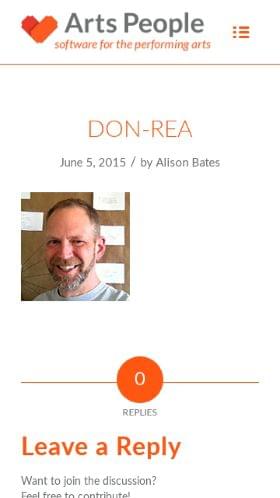 Arts People
software for the performing arts
DON-REA
June 5, 2015 / by Alison Bates
0
REPLIES
Leave a Reply
Want to join the discussion?
Feel free to contribute!